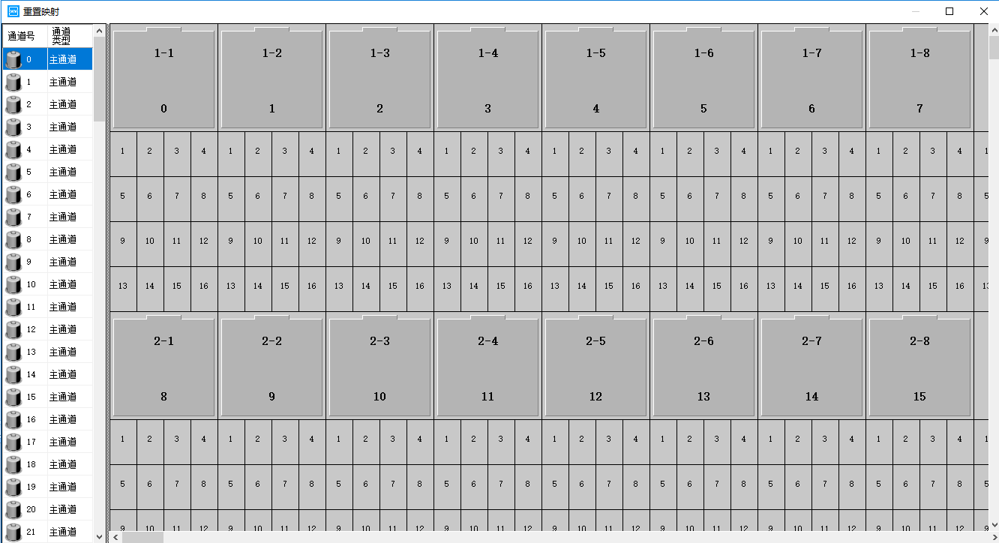 重置映射
通道号 通道类型
0 主通道
1 主通道
2 主通道
3 主通道
4 主通道
5 主通道
6 主通道
7 主通道
8 主通道
9 主通道
10 主通道
11 主通道
12 主通道
13 主通道
14 主通道
15 主通道
16 主通道
17 主通道
18 主通道
19 主通道
20 主通道
21 主通道
1-1 1-2 1-3 1-4 1-5 1-6 1-7 1-8
0 1 2 3 4 5 6 7
1 2 3 4 1 2 3 4 1 2 3 4 1 2 3 4 1 2 3 4 1 2 3 4 1 2 3 4 1 2 3 4 1
5 6 7 8 5 6 7 8 5 6 7 8 5 6 7 8 5 6 7 8 5 6 7 8 5 6 7 8 5 6 7 8 5
9 10 11 12 9 10 11 12 9 10 11 12 9 10 11 12 9 10 11 12 9 10 11 12 9 10 11 12 9 10 11 12 9
13 14 15 16 13 14 15 16 13 14 15 16 13 14 15 16 13 14 15 16 13 14 15 16 13 14 15 16 13 14 15 16 13
2-1 2-2 2-3 2-4 2-5 2-6 2-7 2-8
8 9 10 11 12 13 14 15
1 2 3 4 1 2 3 4 1 2 3 4 1 2 3 4 1 2 3 4 1 2 3 4 1 2 3 4 1 2 3 4 1
5 6 7 8 5 6 7 8 5 6 7 8 5 6 7 8 5 6 7 8 5 6 7 8 5 6 7 8 5 6 7 8 5
9 10 11 12 9 10 11 12 9 10 11 12 9 10 11 12 9 10 11 12 9 10 11 12 9 10 11 12 9 10 11 12 9